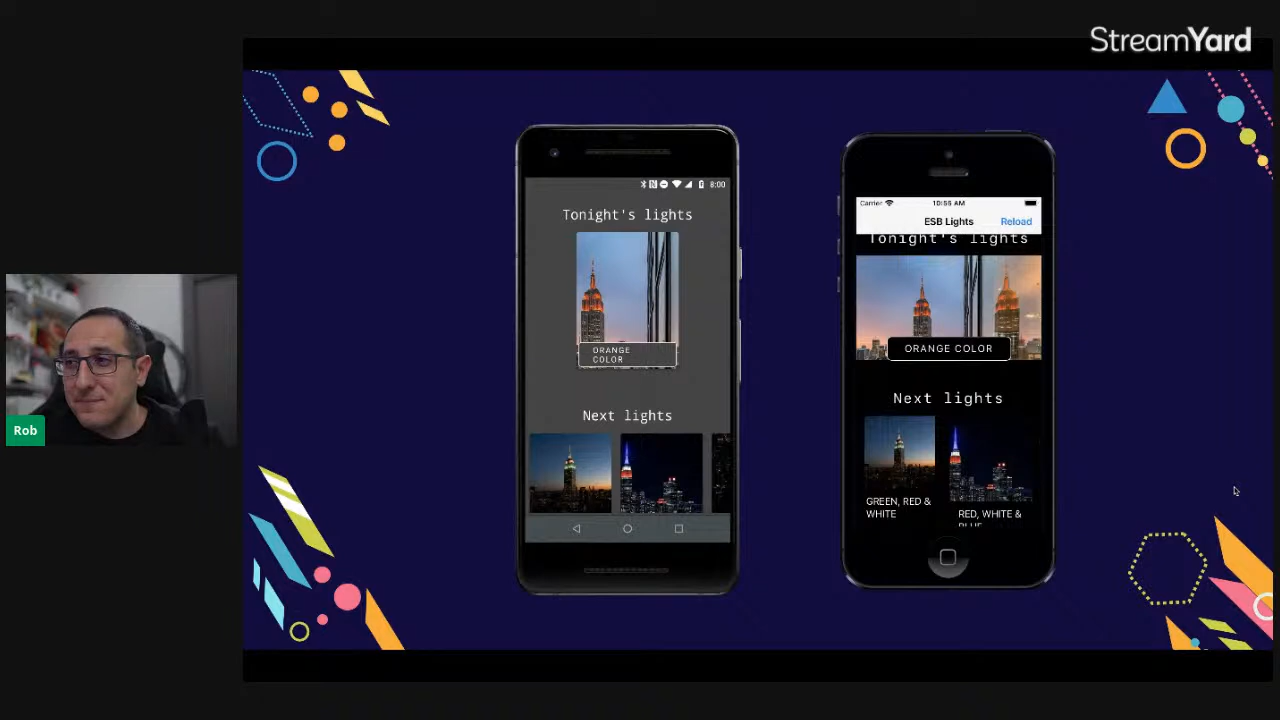 StreamYard
8:00
Tonight's lights
ORANGE
COLOR
Next lights
Carrier
10:56 AM
ESB Lights
Reload
Tonight's lights
ORANGE COLOR
Next lights
GREEN, RED &
WHITE
RED, WHITE &
BLUE
Rob